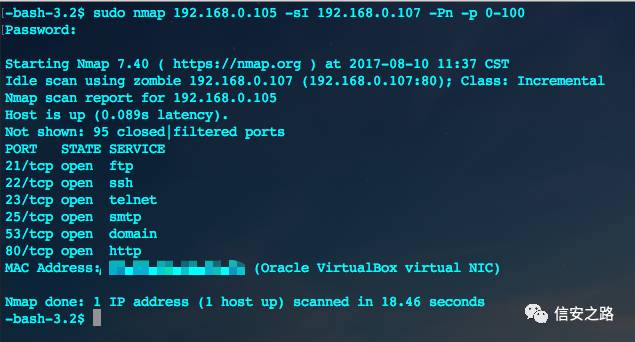 -bash-3.2$ sudo nmap 192.168.0.105 -sI 192.168.0.107 -Pn -p 0-100
Password:
Starting Nmap 7.40 ( https://nmap.org ) at 2017-08-10 11:37 CST
Idle scan using zombie 192.168.0.107 (192.168.0.107:80); Class: Incremental
Nmap scan report for 192.168.0.105
Host is up (0.089s latency).
Not shown: 95 closed|filtered ports
PORT   STATE SERVICE
21/tcp open  ftp
22/tcp open  ssh
23/tcp open  telnet
25/tcp open  smtp
53/tcp open  domain
80/tcp open  http
MAC Address: (Oracle VirtualBox virtual NIC)
Nmap done: 1 IP address (1 host up) scanned in 18.46 seconds
-bash-3.2$
信安之路